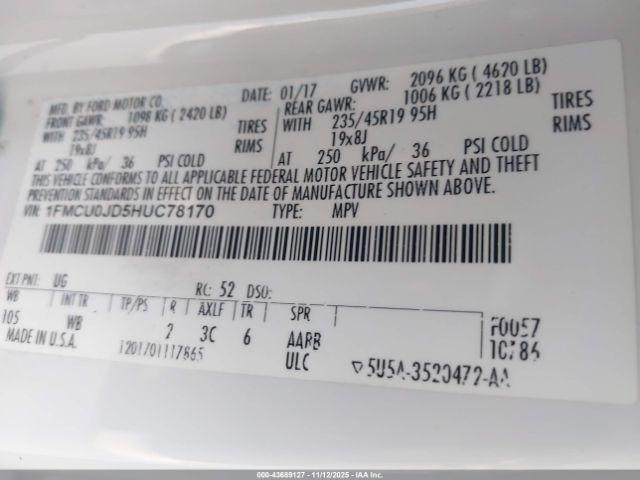 MFD. BY FORD MOTOR CO. DATE: 01/17 GVWR: 2096 KG ( 4620 LB)
FRONT GAWR: 1098 KG ( 2420 LB) REAR GAWR: 1006 KG ( 2218 LB)
WITH 235/45R19 95H TIRES WITH 235/45R19 95H TIRES
19x8J RIMS 19x8J RIMS
AT 250 kPa/ 36 PSI COLD AT 250 kPa/ 36 PSI COLD
THIS VEHICLE CONFORMS TO ALL APPLICABLE FEDERAL MOTOR VEHICLE SAFETY AND THEFT
PREVENTION STANDARDS IN EFFECT ON THE DATE OF MANUFACTURE SHOWN ABOVE.
VIN: 1FMCU0JD5HUC78170 TYPE: MPV
EXT PNT: UG RC: 52 DSO:
WB INT TR TP/PS R AXLE TR SPR
105 WB 2 3C 6 AARB
MADE IN U.S.A. 1201701117865 ULC
F0057
▽5U5A-3520472-AA
000-43689127 - 11/12/2025 - IAA Inc.